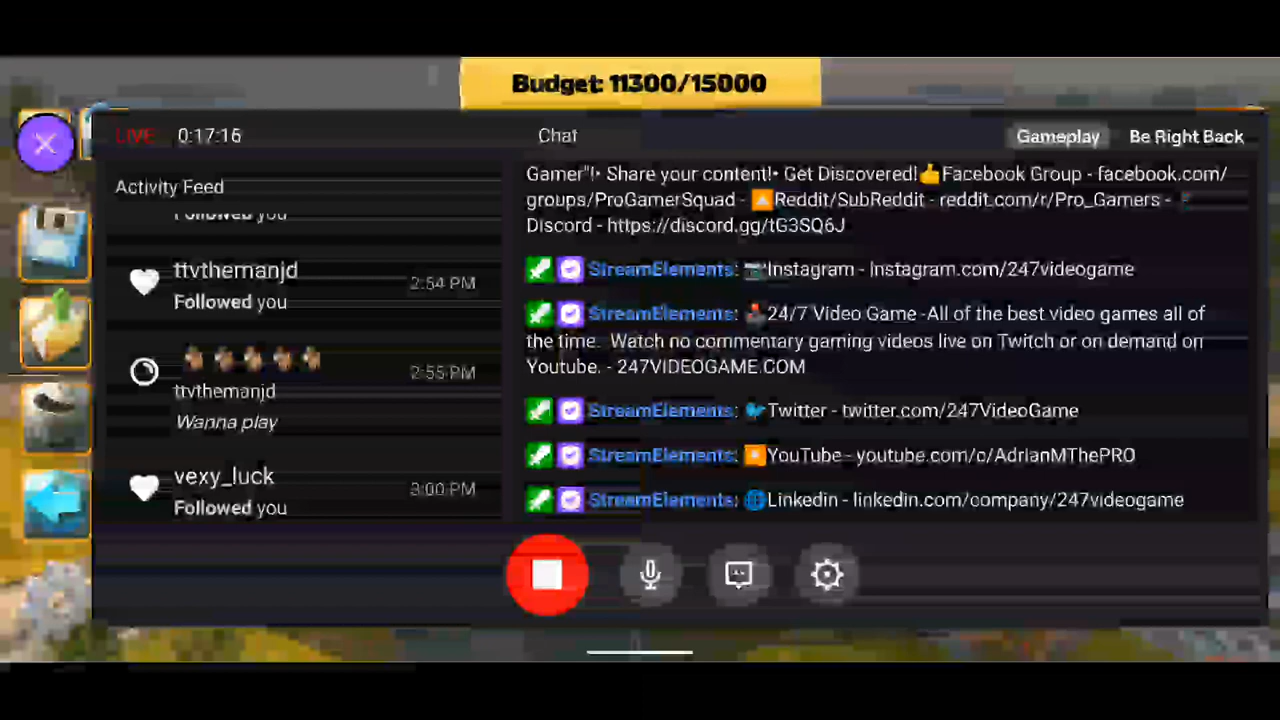 Budget: 11300/15000
LIVE 0:17:16
Chat
Gameplay
Be Right Back
Activity Feed
Followed you
ttvthemanjd
2:54 PM
Followed you
2:55 PM
ttvthemanjd
Wanna play
vexy_luck
3:00 PM
Followed you
Gamer"!• Share your content!• Get Discovered!👍Facebook Group - facebook.com/
groups/ProGamerSquad - 🔼Reddit/SubReddit - reddit.com/r/Pro_Gamers -
Discord - https://discord.gg/tG3SQ6J
StreamElements: 📷Instagram - Instagram.com/247videogame
StreamElements: 🕹24/7 Video Game -All of the best video games all of
the time. Watch no commentary gaming videos live on Twitch or on demand on
Youtube. - 247VIDEOGAME.COM
StreamElements: 🐦Twitter - twitter.com/247VideoGame
StreamElements: ▶YouTube - youtube.com/c/AdrianMThePRO
StreamElements: 🌐Linkedin - linkedin.com/company/247videogame